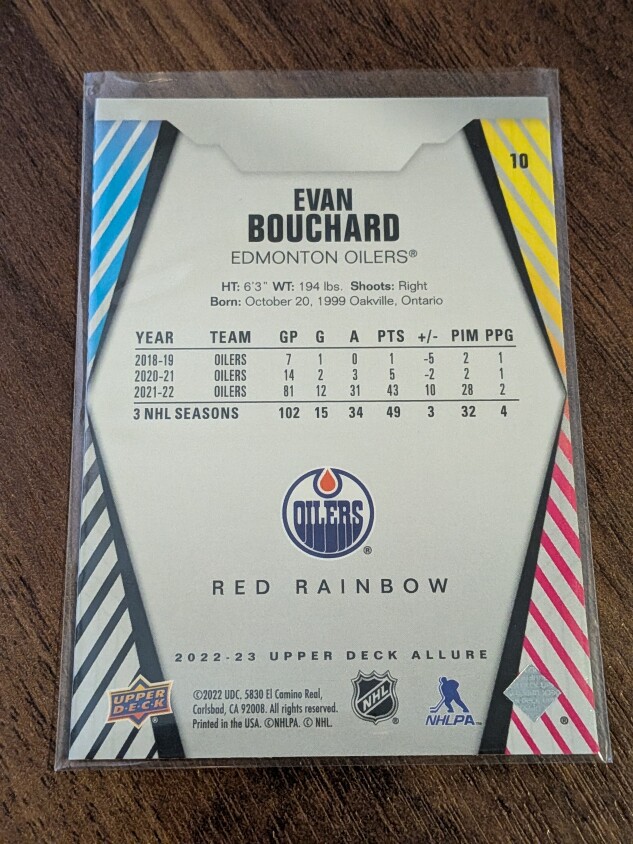 10
EVAN
BOUCHARD
EDMONTON OILERS®
HT: 6'3" WT: 194 lbs. Shoots: Right
Born: October 20, 1999 Oakville, Ontario
YEAR TEAM GP G A PTS +/- PIM PPG
2018-19 OILERS 7 1 0 1 -5 2 1
2020-21 OILERS 14 2 3 5 -2 2 1
2021-22 OILERS 81 12 31 43 10 28 2
3 NHL SEASONS 102 15 34 49 3 32 4
OILERS ®
RED RAINBOW
2022-23 UPPER DECK ALLURE
UPPER
D·E·C·K ®
©2022 UDC. 5830 El Camino Real,
Carlsbad, CA 92008. All rights reserved.
Printed in the USA. ©NHLPA. © NHL.
NHL ®
NHLPA™
®